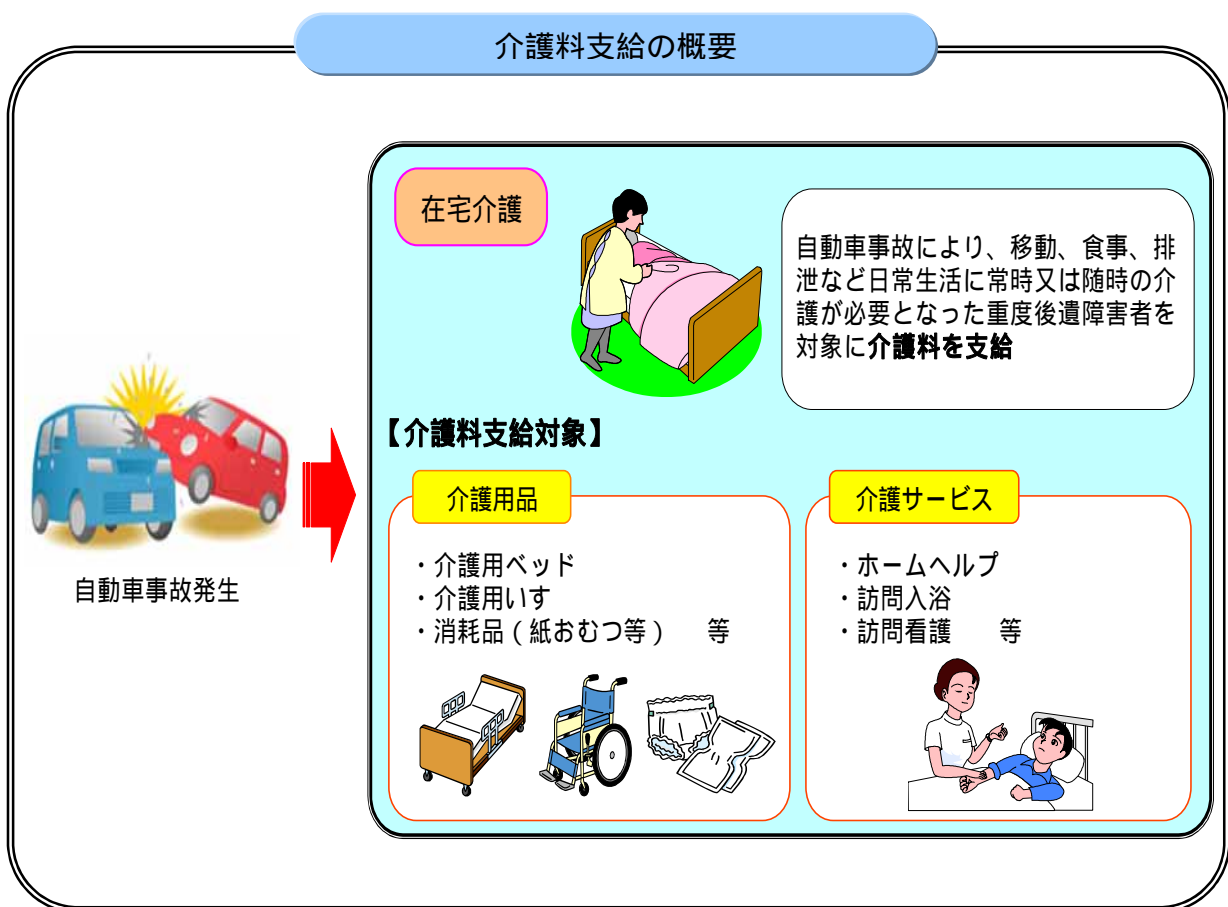 介護料支給の概要
在宅介護
自動車事故により、移動、食事、排
泄など日常生活に常時又は随時の介
護が必要となった重度後遺障害者を
対象に介護料を支給
自動車事故発生
【介護料支給対象】
介護用品
・介護用ベッド
・介護用いす
・消耗品（紙おむつ等）　等
介護サービス
・ホームヘルプ
・訪問入浴
・訪問看護　等